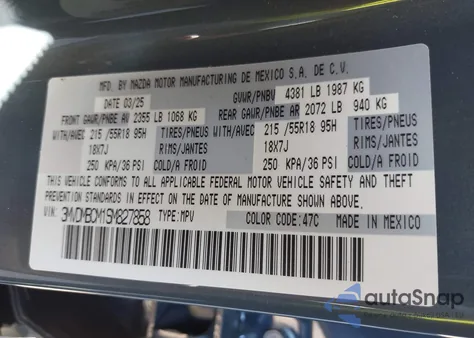 MFD. BY MAZDA MOTOR MANUFACTURING DE MEXICO S.A. DE C.V.
DATE 03/25 GVWR/PNBV 4381 LB 1987 KG
FRONT GAWR/PNBE AV 2355 LB 1068 KG REAR GAWR/PNBE AR 2072 LB 940 KG
WITH/AVEC 215/55R18 95H TIRES/PNEUS WITH/AVEC 215/55R18 95H TIRES/PNEUS
18X7J RIMS/JANTES 18X7J RIMS/JANTES
250 KPA/36 PSI COLD/A FROID 250 KPA/36 PSI COLD/A FROID
THIS VEHICLE CONFORMS TO ALL APPLICABLE FEDERAL MOTOR VEHICLE SAFETY AND THEFT
PREVENTION STANDARDS IN EFFECT ON THE DATE OF MANUFACTURE SHOWN ABOVE.
VIN: 3MVDMBCM1SM827858 TYPE: MPV COLOR CODE: 47C MADE IN MEXICO
autoSnap